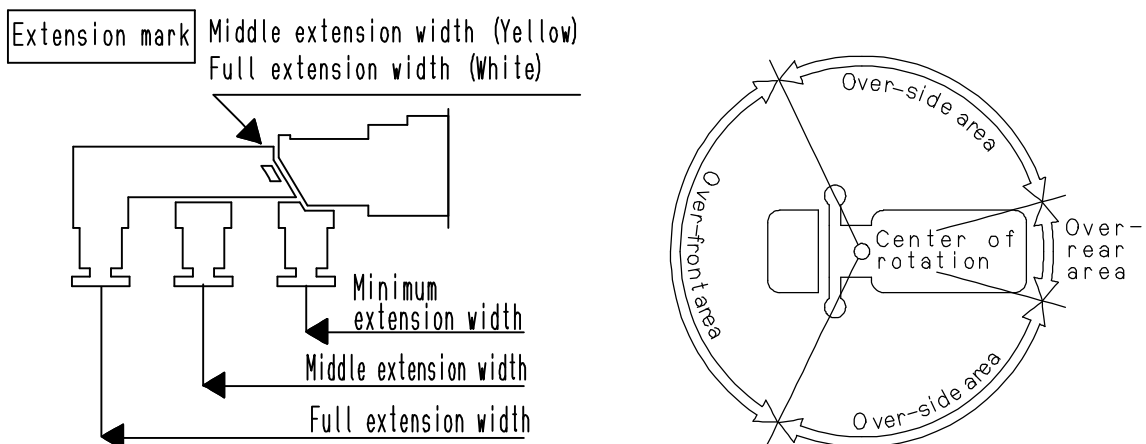 Extension mark
Middle extension width (Yellow)
Full extension width (White)
Minimum
extension width
Middle extension width
Full extension width
Over-side area
Over-front area
Center of
rotation
Over-
rear
area
Over-side area